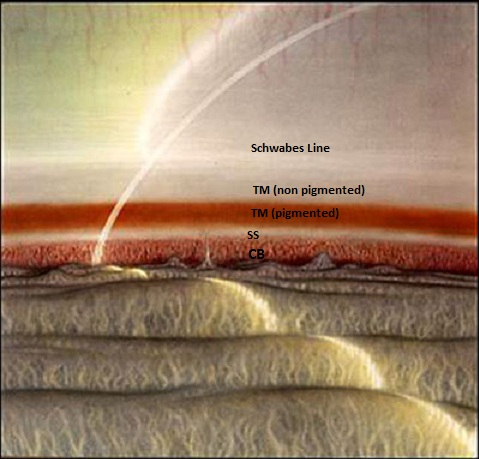 Schwabes Line
TM (non pigmented)
TM (pigmented)
SS
CB